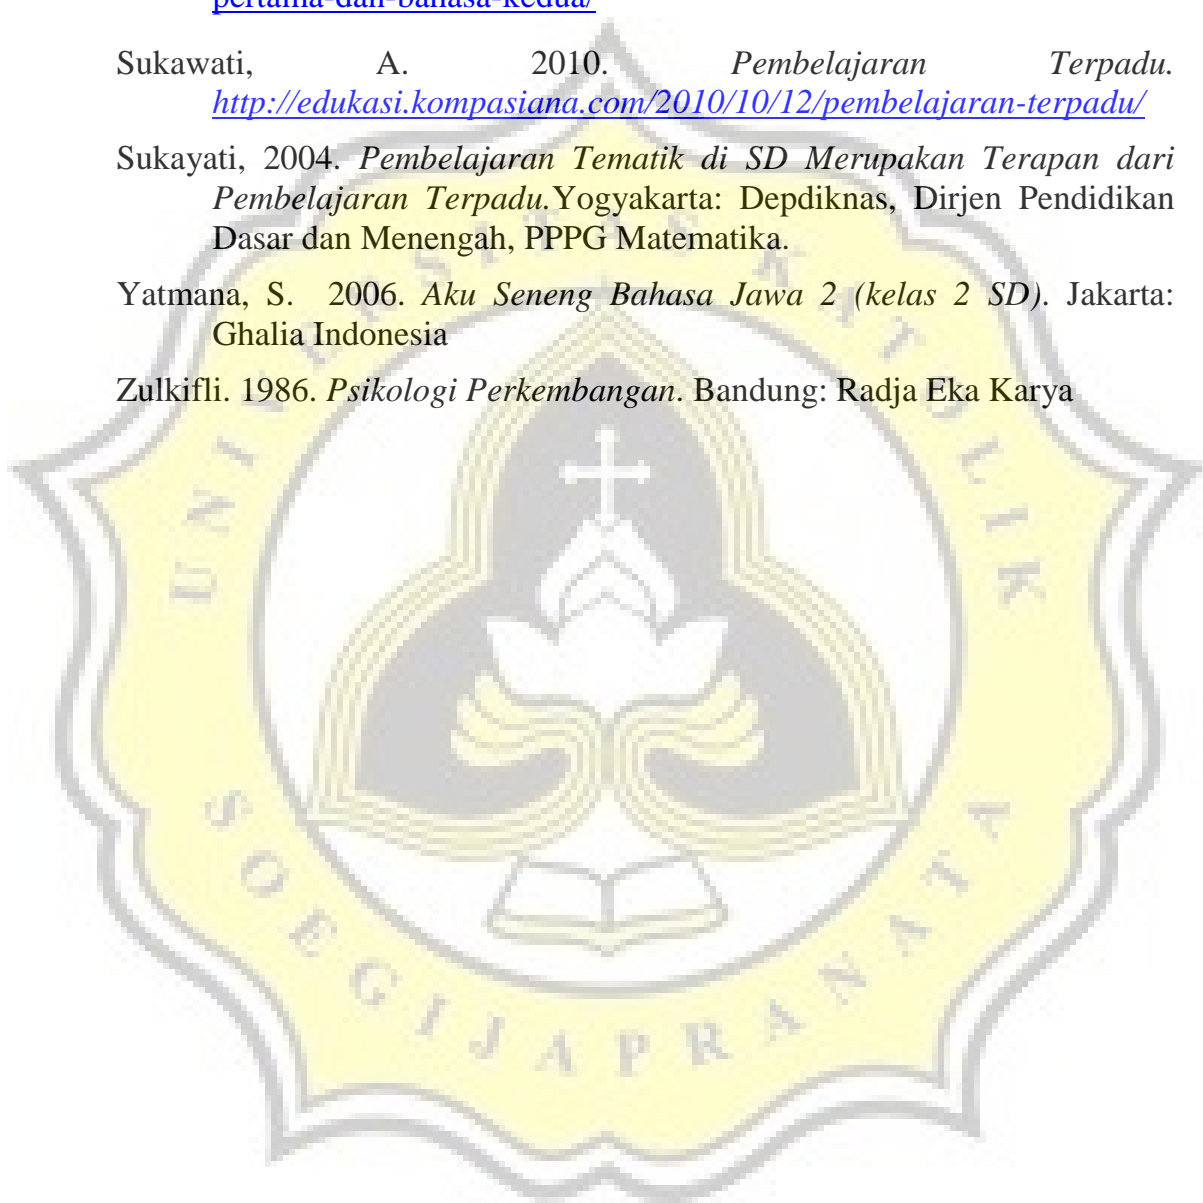 pertama-dan-bahasa-kedua/
Sukawati, A. 2010. Pembelajaran Terpadu.
http://edukasi.kompasiana.com/2010/10/12/pembelajaran-terpadu/
Sukayati, 2004. Pembelajaran Tematik di SD Merupakan Terapan dari
Pembelajaran Terpadu.Yogyakarta: Depdiknas, Dirjen Pendidikan
Dasar dan Menengah, PPPG Matematika.
Yatmana, S. 2006. Aku Seneng Bahasa Jawa 2 (kelas 2 SD). Jakarta:
Ghalia Indonesia
Zulkifli. 1986. Psikologi Perkembangan. Bandung: Radja Eka Karya
UNIVERSITAS KATOLIK
SOEGIJAPRANATA